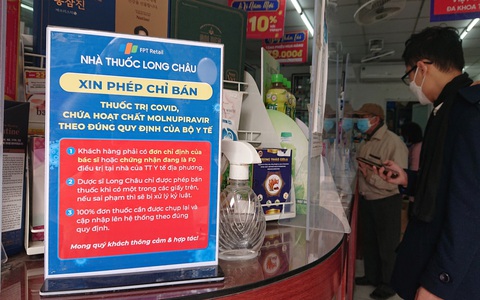 FPT Retail
NHÀ THUỐC LONG CHÂU
XIN PHÉP CHỈ BÁN
THUỐC TRỊ COVID,
CHỨA HOẠT CHẤT MOLNUPIRAVIR
THEO ĐÚNG QUY ĐỊNH CỦA BỘ Y TẾ
1 Khách hàng phải có đơn chỉ định của
bác sĩ hoặc chứng nhận đang là F0
điều trị tại nhà của TT Y tế địa phương.
2 Dược sĩ Long Châu chỉ được phép bán
thuốc khi có một trong các giấy trên,
nếu sai phạm thì sẽ bị xử lý kỷ luật.
3 100% đơn thuốc cần được chụp lại và
cập nhập lên hệ thống theo đúng
quy định.
Mong quý khách thông cảm & hợp tác!
10%
ĐA KHOA